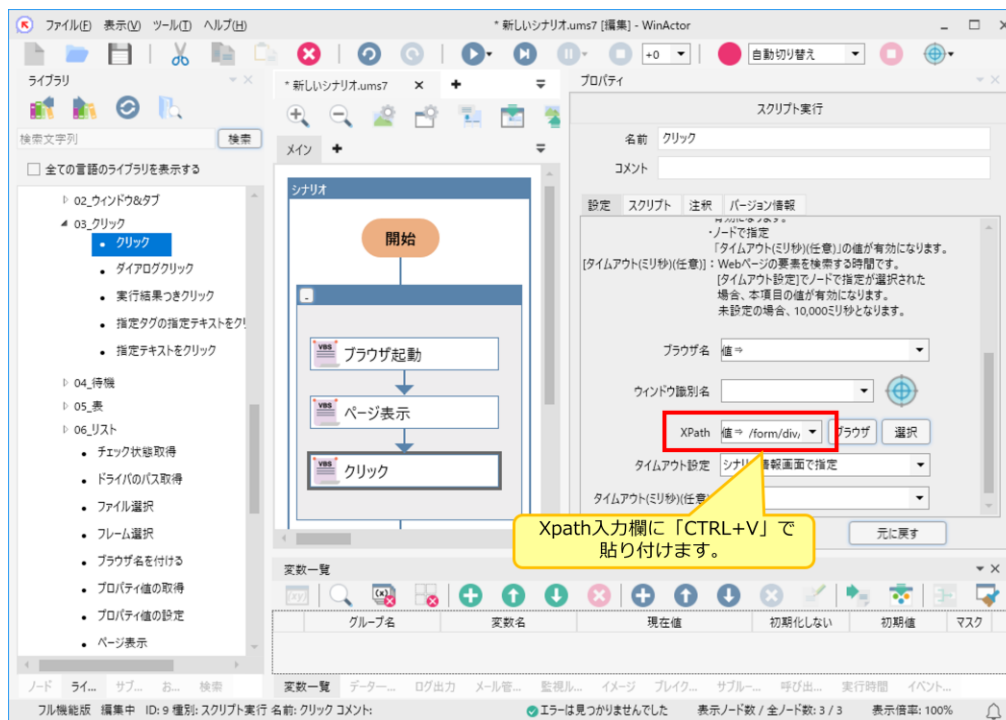 ファイル(F) 表示(V) ツール(T) ヘルプ(H)
* 新しいシナリオ.ums7 [編集] - WinActor
+0
自動切り替え
ライブラリ
検索文字列
検索
全ての言語のライブラリを表示する
02_ウィンドウ&タブ
03_クリック
クリック
ダイアログクリック
実行結果つきクリック
指定タグの指定テキストをクリ
指定テキストをクリック
04_待機
05_表
06_リスト
チェック状態取得
ドライバのパス取得
ファイル選択
フレーム選択
ブラウザ名を付ける
プロパティ値の取得
プロパティ値の設定
ページ表示
ノード ライ... サブ... お... 検索
* 新しいシナリオ.ums7
メイン
シナリオ
開始
VBS ブラウザ起動
VBS ページ表示
VBS クリック
プロパティ
スクリプト実行
名前 クリック
コメント
設定 スクリプト 注釈 バージョン情報
有効になります。
・ノードで指定
「タイムアウト(ミリ秒)(任意)」の値が有効になります。
[タイムアウト(ミリ秒)(任意)]：Webページの要素を検索する時間です。
[タイムアウト設定]でノードで指定が選択された
場合、本項目の値が有効になります。
未設定の場合、10,000ミリ秒となります。
ブラウザ名 値⇒
ウィンドウ識別名
XPath 値⇒ /form/div/ ブラウザ 選択
タイムアウト設定 シナリオ情報画面で指定
タイムアウト(ミリ秒)(任意)
Xpath入力欄に「CTRL+V」で
貼り付けます。
元に戻す
変数一覧
グループ名 変数名 現在値 初期化しない 初期値 マスク
変数一覧 データ一... ログ出力 メール管... 監視ル... イメージ ブレイク... サブルー... 呼び出... 実行時間 イベント...
フル機能版 編集中 ID: 9 種別: スクリプト実行 名前: クリック コメント:
エラーは見つかりませんでした
表示ノード数 / 全ノード数: 3 / 3
表示倍率: 100%